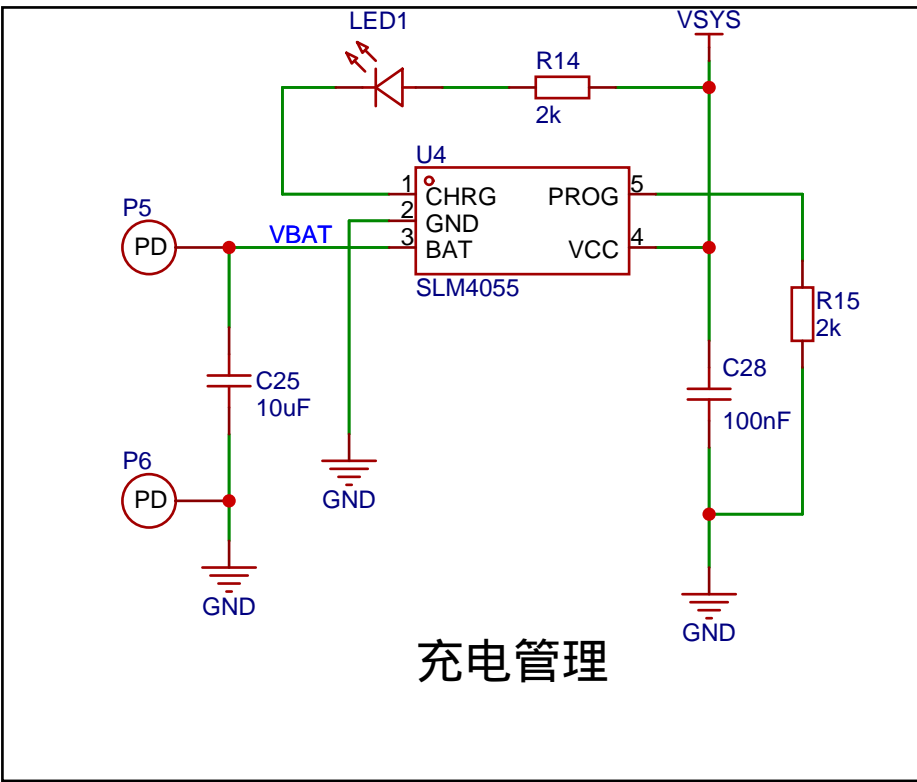 LED1
VSYS
R14
2k
U4
1
CHRG
PROG
5
2
GND
3
BAT
VCC
4
SLM4055
P5
PD
VBAT
R15
2k
C25
10uF
C28
100nF
P6
PD
GND
GND
GND
充电管理